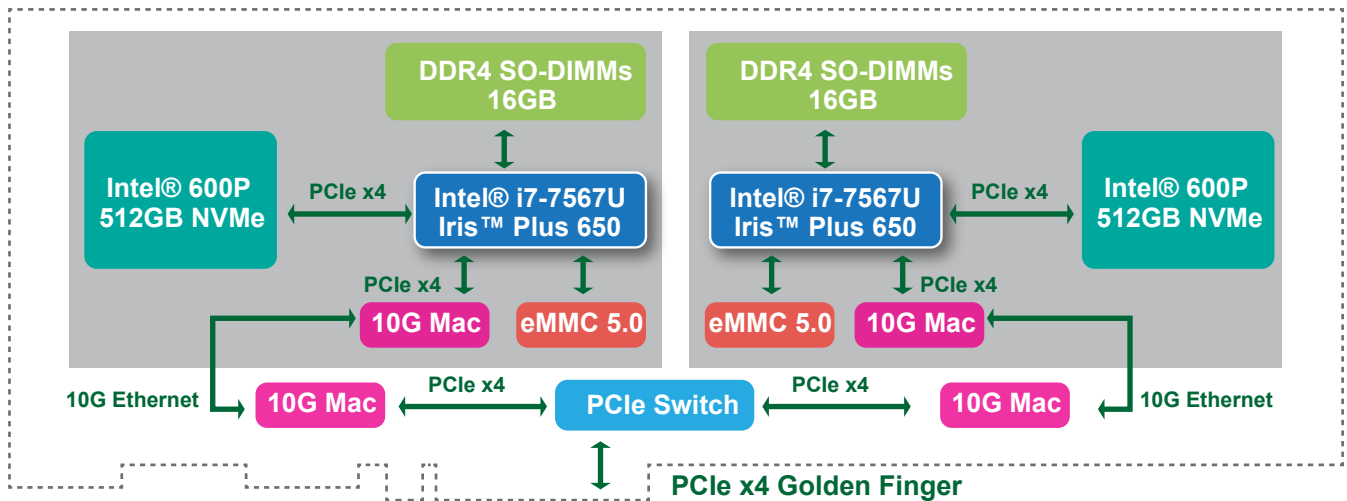 DDR4 SO-DIMMs
16GB
DDR4 SO-DIMMs
16GB
Intel® 600P
512GB NVMe
PCIe x4
Intel® i7-7567U
Iris™ Plus 650
Intel® i7-7567U
Iris™ Plus 650
PCIe x4
Intel® 600P
512GB NVMe
PCIe x4
PCIe x4
10G Mac
eMMC 5.0
eMMC 5.0
10G Mac
10G Ethernet
10G Mac
PCIe x4
PCIe Switch
PCIe x4
10G Mac
10G Ethernet
PCIe x4 Golden Finger